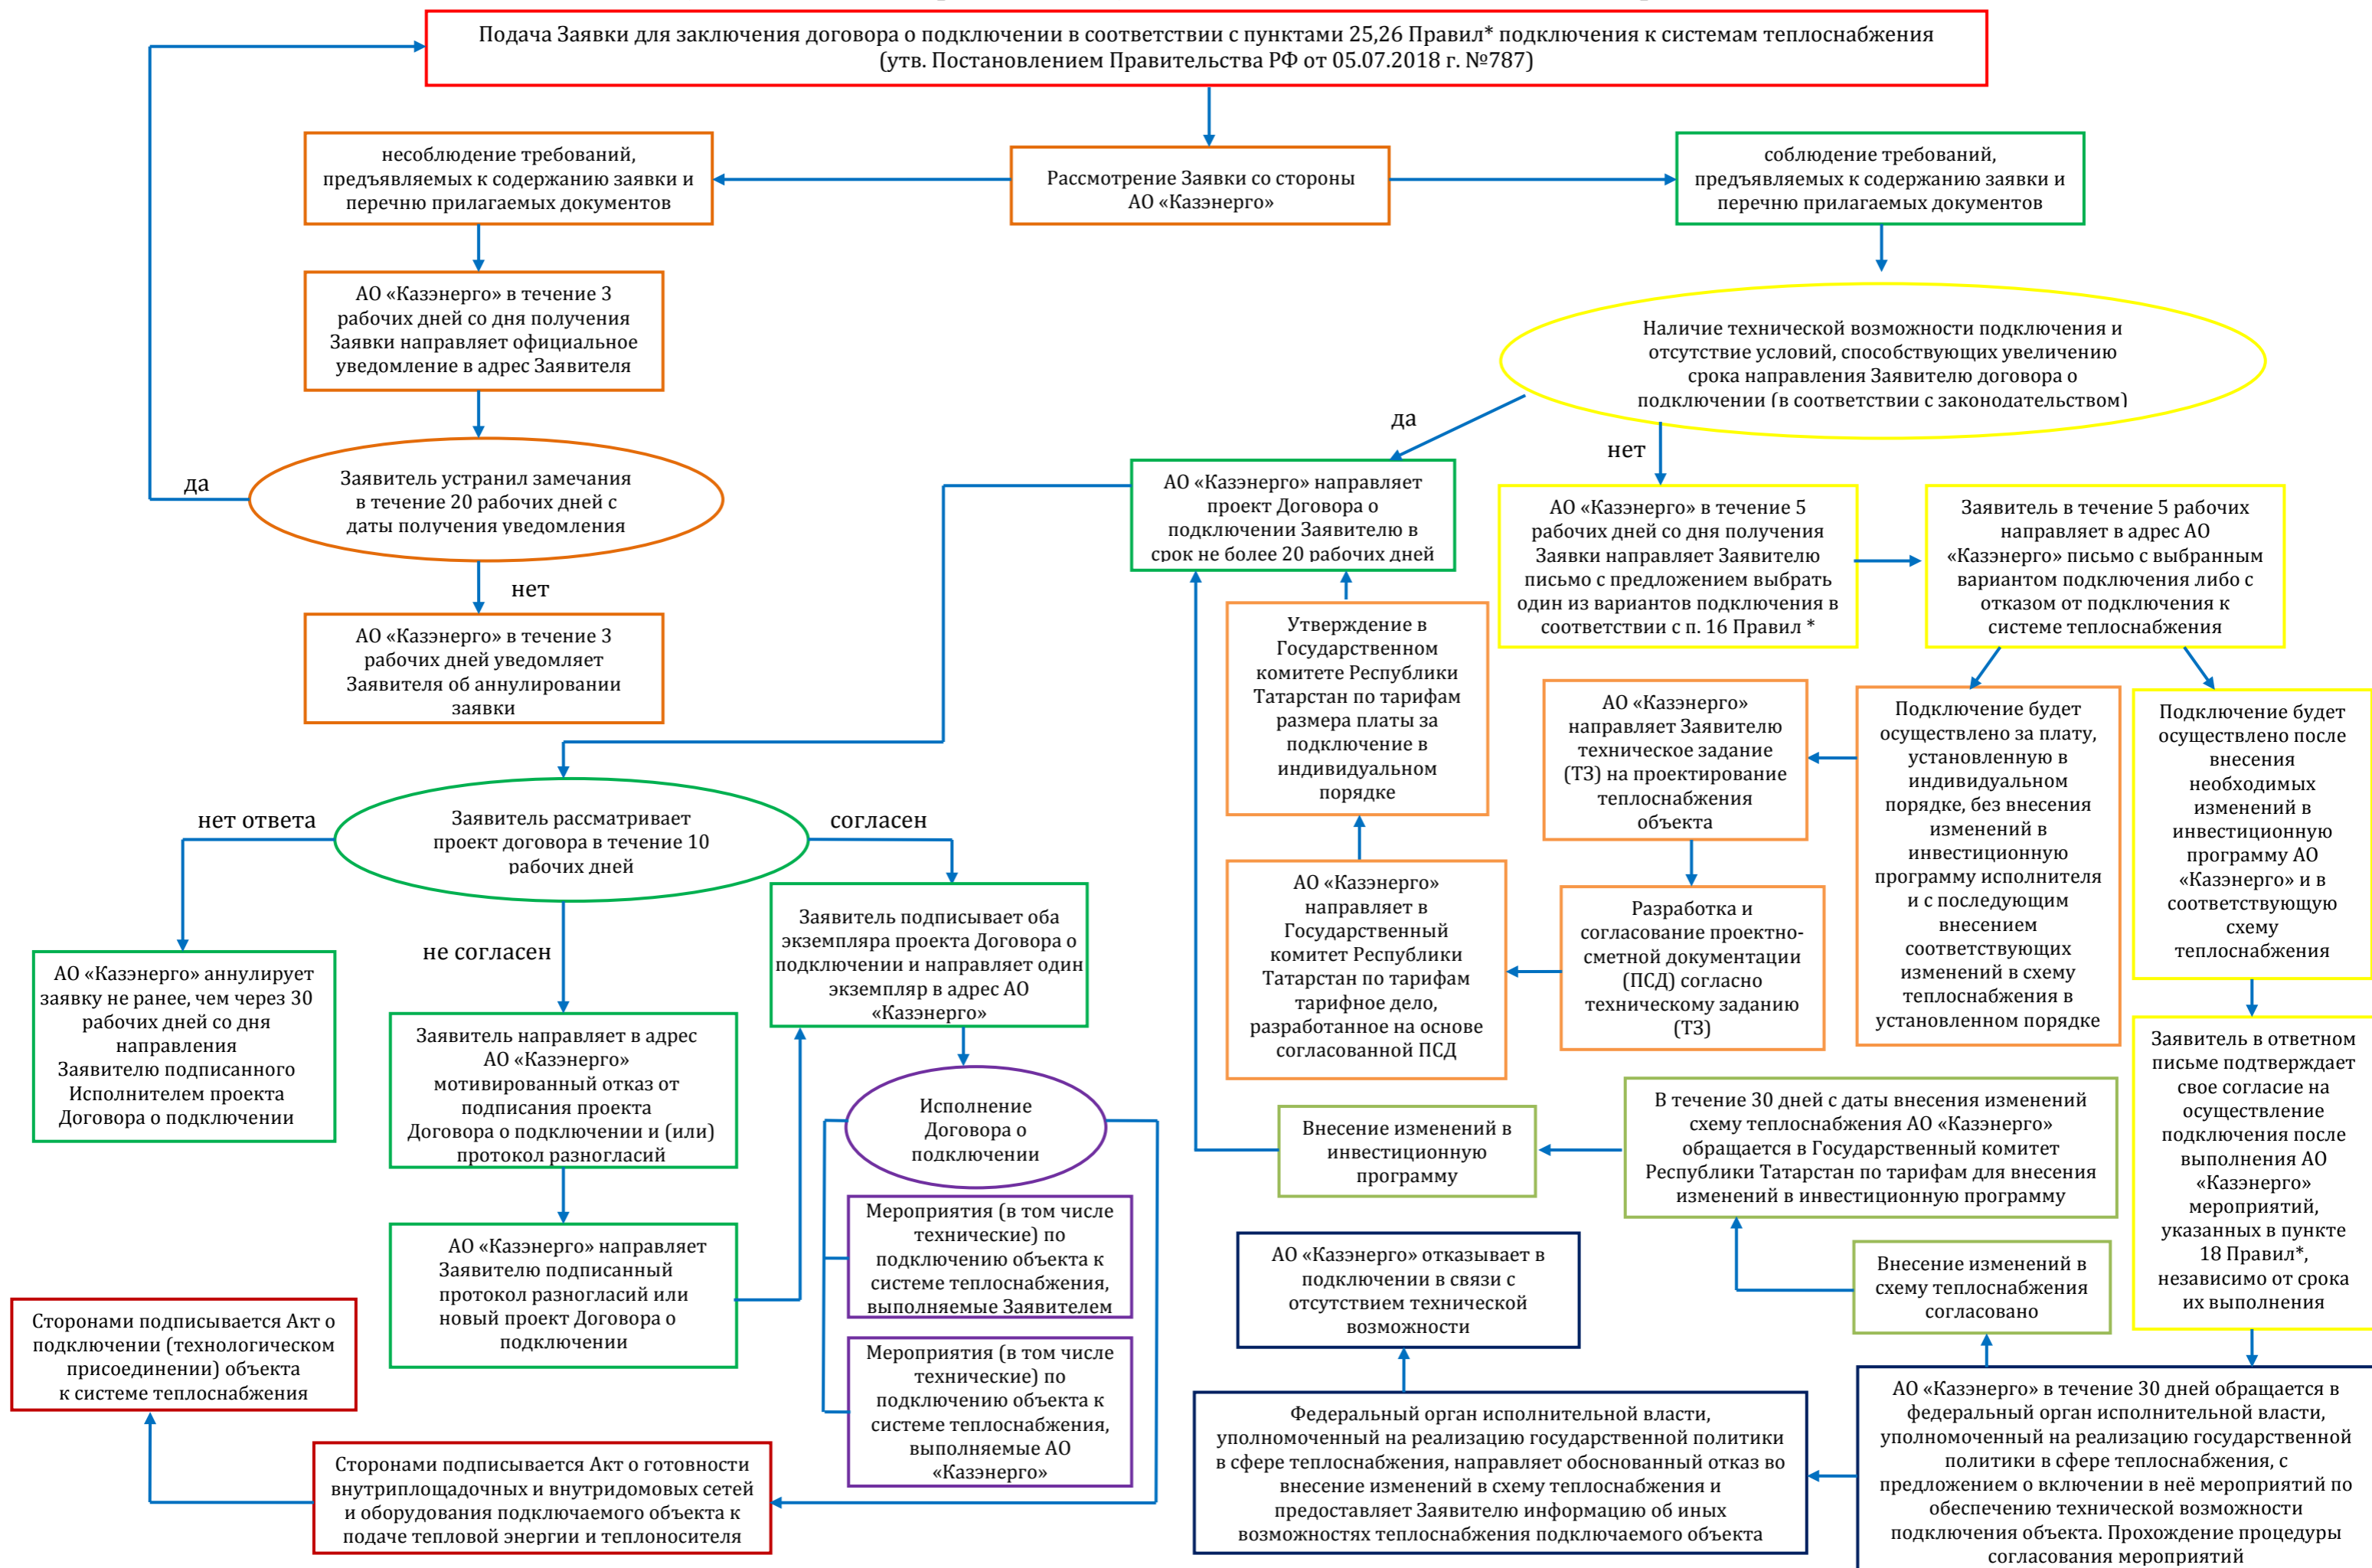 Подача Заявки для заключения договора о подключении в соответствии с пунктами 25,26 Правил* подключения к системам теплоснабжения
(утв. Постановлением Правительства РФ от 05.07.2018 г. №787)
несоблюдение требований,
предъявляемых к содержанию заявки и
перечню прилагаемых документов
Рассмотрение Заявки со стороны
АО «Казэнерго»
соблюдение требований,
предъявляемых к содержанию заявки и
перечню прилагаемых документов
АО «Казэнерго» в течение 3
рабочих дней со дня получения
Заявки направляет официальное
уведомление в адрес Заявителя
Наличие технической возможности подключения и
отсутствие условий, способствующих увеличению
срока направления Заявителю договора о
подключении (в соответствии с законодательством)
да
нет
да
Заявитель устранил замечания
в течение 20 рабочих дней с
даты получения уведомления
нет
АО «Казэнерго» в течение 3
рабочих дней уведомляет
Заявителя об аннулировании
заявки
АО «Казэнерго» направляет
проект Договора о
подключении Заявителю в
срок не более 20 рабочих дней
АО «Казэнерго» в течение 5
рабочих дней со дня получения
Заявки направляет Заявителю
письмо с предложением выбрать
один из вариантов подключения в
соответствии с п. 16 Правил *
Заявитель в течение 5 рабочих
направляет в адрес АО
«Казэнерго» письмо с выбранным
вариантом подключения либо с
отказом от подключения к
системе теплоснабжения
Утверждение в
Государственном
комитете Республики
Татарстан по тарифам
размера платы за
подключение в
индивидуальном
порядке
АО «Казэнерго»
направляет Заявителю
техническое задание
(ТЗ) на проектирование
теплоснабжения
объекта
Подключение будет
осуществлено за плату,
установленную в
индивидуальном
порядке, без внесения
изменений в
инвестиционную
программу исполнителя
и с последующим
внесением
соответствующих
изменений в схему
теплоснабжения в
установленном порядке
Подключение будет
осуществлено после
внесения
необходимых
изменений в
инвестиционную
программу АО
«Казэнерго» и в
соответствующую
схему
теплоснабжения
нет ответа
Заявитель рассматривает
проект договора в течение 10
рабочих дней
согласен
не согласен
АО «Казэнерго»
направляет в
Государственный
комитет Республики
Татарстан по тарифам
тарифное дело,
разработанное на основе
согласованной ПСД
Разработка и
согласование проектно-
сметной документации
(ПСД) согласно
техническому заданию
(ТЗ)
АО «Казэнерго» аннулирует
заявку не ранее, чем через 30
рабочих дней со дня
направления
Заявителю подписанного
Исполнителем проекта
Договора о подключении
Заявитель подписывает оба
экземпляра проекта Договора о
подключении и направляет один
экземпляр в адрес АО
«Казэнерго»
Заявитель направляет в адрес
АО «Казэнерго»
мотивированный отказ от
подписания проекта
Договора о подключении и (или)
протокол разногласий
Исполнение
Договора о
подключении
Внесение изменений в
инвестиционную
программу
В течение 30 дней с даты внесения изменений
схему теплоснабжения АО «Казэнерго»
обращается в Государственный комитет
Республики Татарстан по тарифам для внесения
изменений в инвестиционную программу
Заявитель в ответном
письме подтверждает
свое согласие на
осуществление
подключения после
выполнения АО
«Казэнерго»
мероприятий,
указанных в пункте
18 Правил*,
независимо от срока
их выполнения
АО «Казэнерго» направляет
Заявителю подписанный
протокол разногласий или
новый проект Договора о
подключении
Мероприятия (в том числе
технические) по
подключению объекта к
системе теплоснабжения,
выполняемые Заявителем
АО «Казэнерго» отказывает в
подключении в связи с
отсутствием технической
возможности
Внесение изменений в
схему теплоснабжения
согласовано
Сторонами подписывается Акт о
подключении (технологическом
присоединении) объекта
к системе теплоснабжения
Мероприятия (в том числе
технические) по
подключению объекта к
системе теплоснабжения,
выполняемые АО
«Казэнерго»
Сторонами подписывается Акт о готовности
внутриплощадочных и внутридомовых сетей
и оборудования подключаемого объекта к
подаче тепловой энергии и теплоносителя
Федеральный орган исполнительной власти,
уполномоченный на реализацию государственной политики
в сфере теплоснабжения, направляет обоснованный отказ во
внесение изменений в схему теплоснабжения и
предоставляет Заявителю информацию об иных
возможностях теплоснабжения подключаемого объекта
АО «Казэнерго» в течение 30 дней обращается в
федеральный орган исполнительной власти,
уполномоченный на реализацию государственной
политики в сфере теплоснабжения, с
предложением о включении в неё мероприятий по
обеспечению технической возможности
подключения объекта. Прохождение процедуры
согласования мероприятий